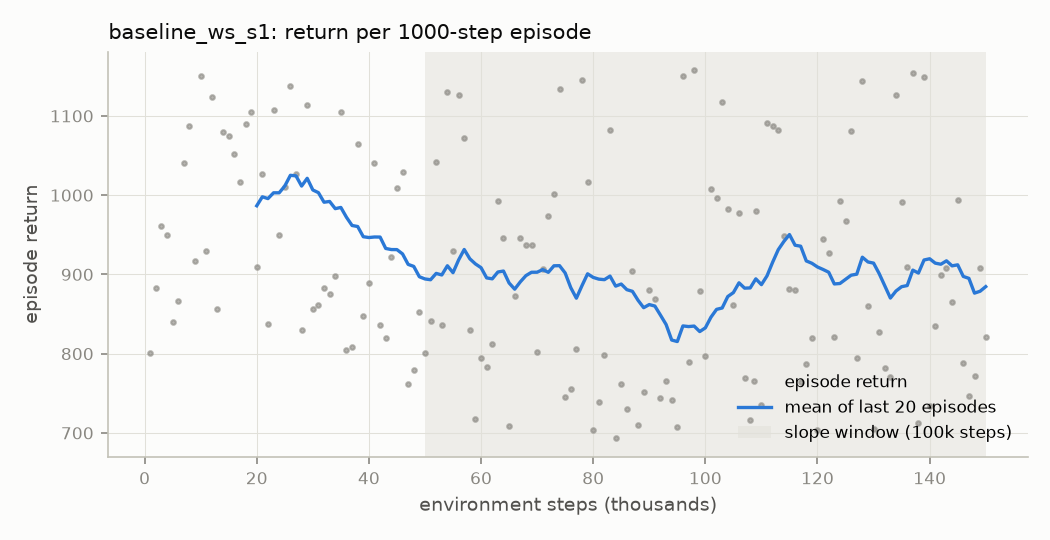 baseline_ws_s1: return per 1000-step episode
episode return
1100
1000
900
800
700
0 20 40 60 80 100 120 140
environment steps (thousands)
episode return
mean of last 20 episodes
slope window (100k steps)